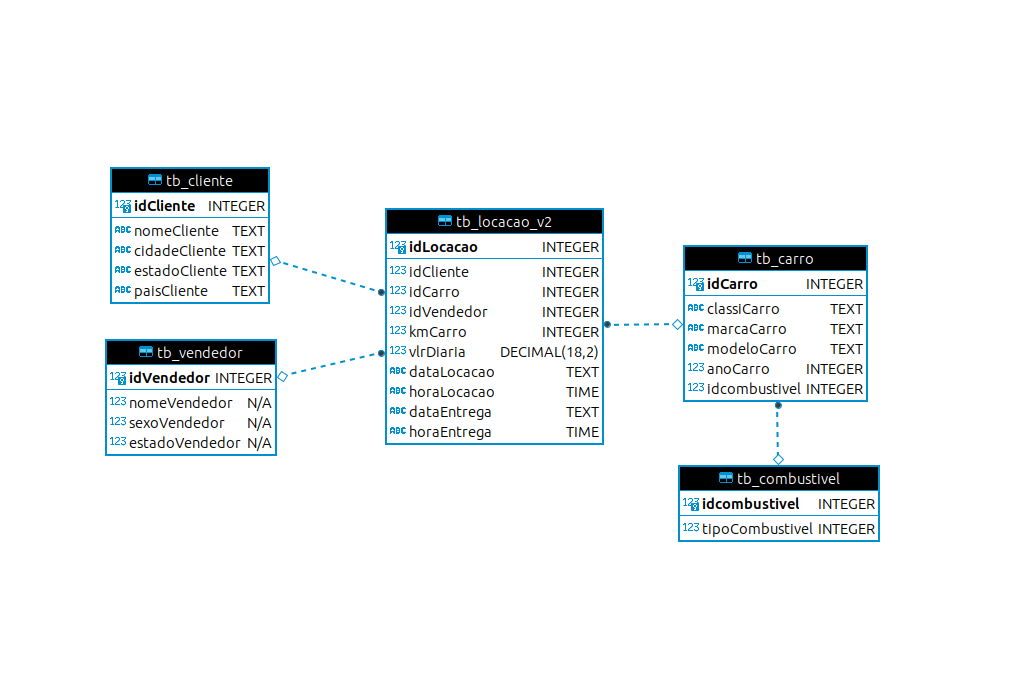 tb_cliente
123 idCliente INTEGER
ABC nomeCliente TEXT
ABC cidadeCliente TEXT
ABC estadoCliente TEXT
ABC paisCliente TEXT
tb_vendedor
123 idVendedor INTEGER
123 nomeVendedor N/A
123 sexoVendedor N/A
123 estadoVendedor N/A
tb_locacao_v2
123 idLocacao INTEGER
123 idCliente INTEGER
123 idCarro INTEGER
123 idVendedor INTEGER
123 kmCarro INTEGER
123 vlrDiaria DECIMAL(18,2)
ABC dataLocacao TEXT
ABC horaLocacao TIME
ABC dataEntrega TEXT
ABC horaEntrega TIME
tb_carro
123 idCarro INTEGER
ABC classiCarro TEXT
ABC marcaCarro TEXT
ABC modeloCarro TEXT
123 anoCarro INTEGER
123 idcombustivel INTEGER
tb_combustivel
123 idcombustivel INTEGER
123 tipoCombustivel INTEGER